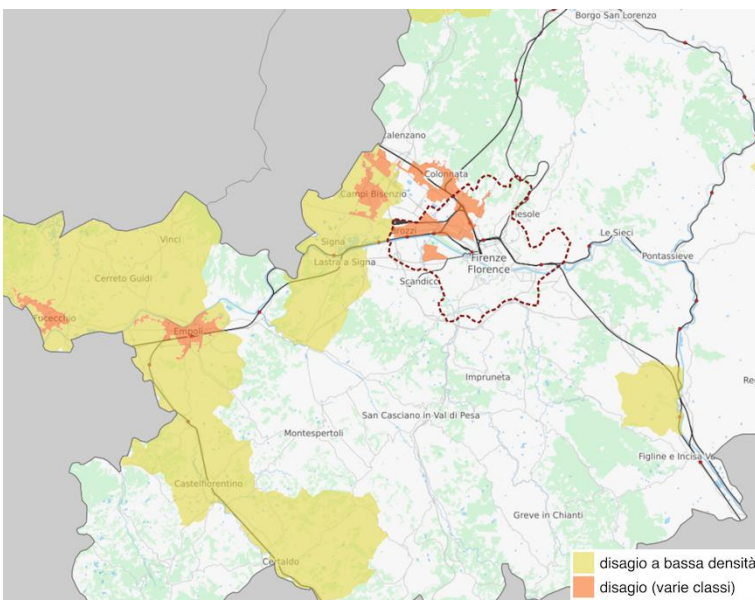 Borgo San Lorenzo
Calenzano
Colonnata
Campi Bisenzio
Fiesole
Vinci
Brozzi
Le Sieci
Signa
Pontassieve
Firenze
Florence
Lastra a Signa
Cerreto Guidi
Scandicci
Fucecchio
Empoli
Impruneta
Re
San Casciano in Val di Pesa
Montespertoli
Figline e Incisa Va
Castelfiorentino
Greve in Chianti
Certaldo
disagio a bassa densità
disagio (varie classi)